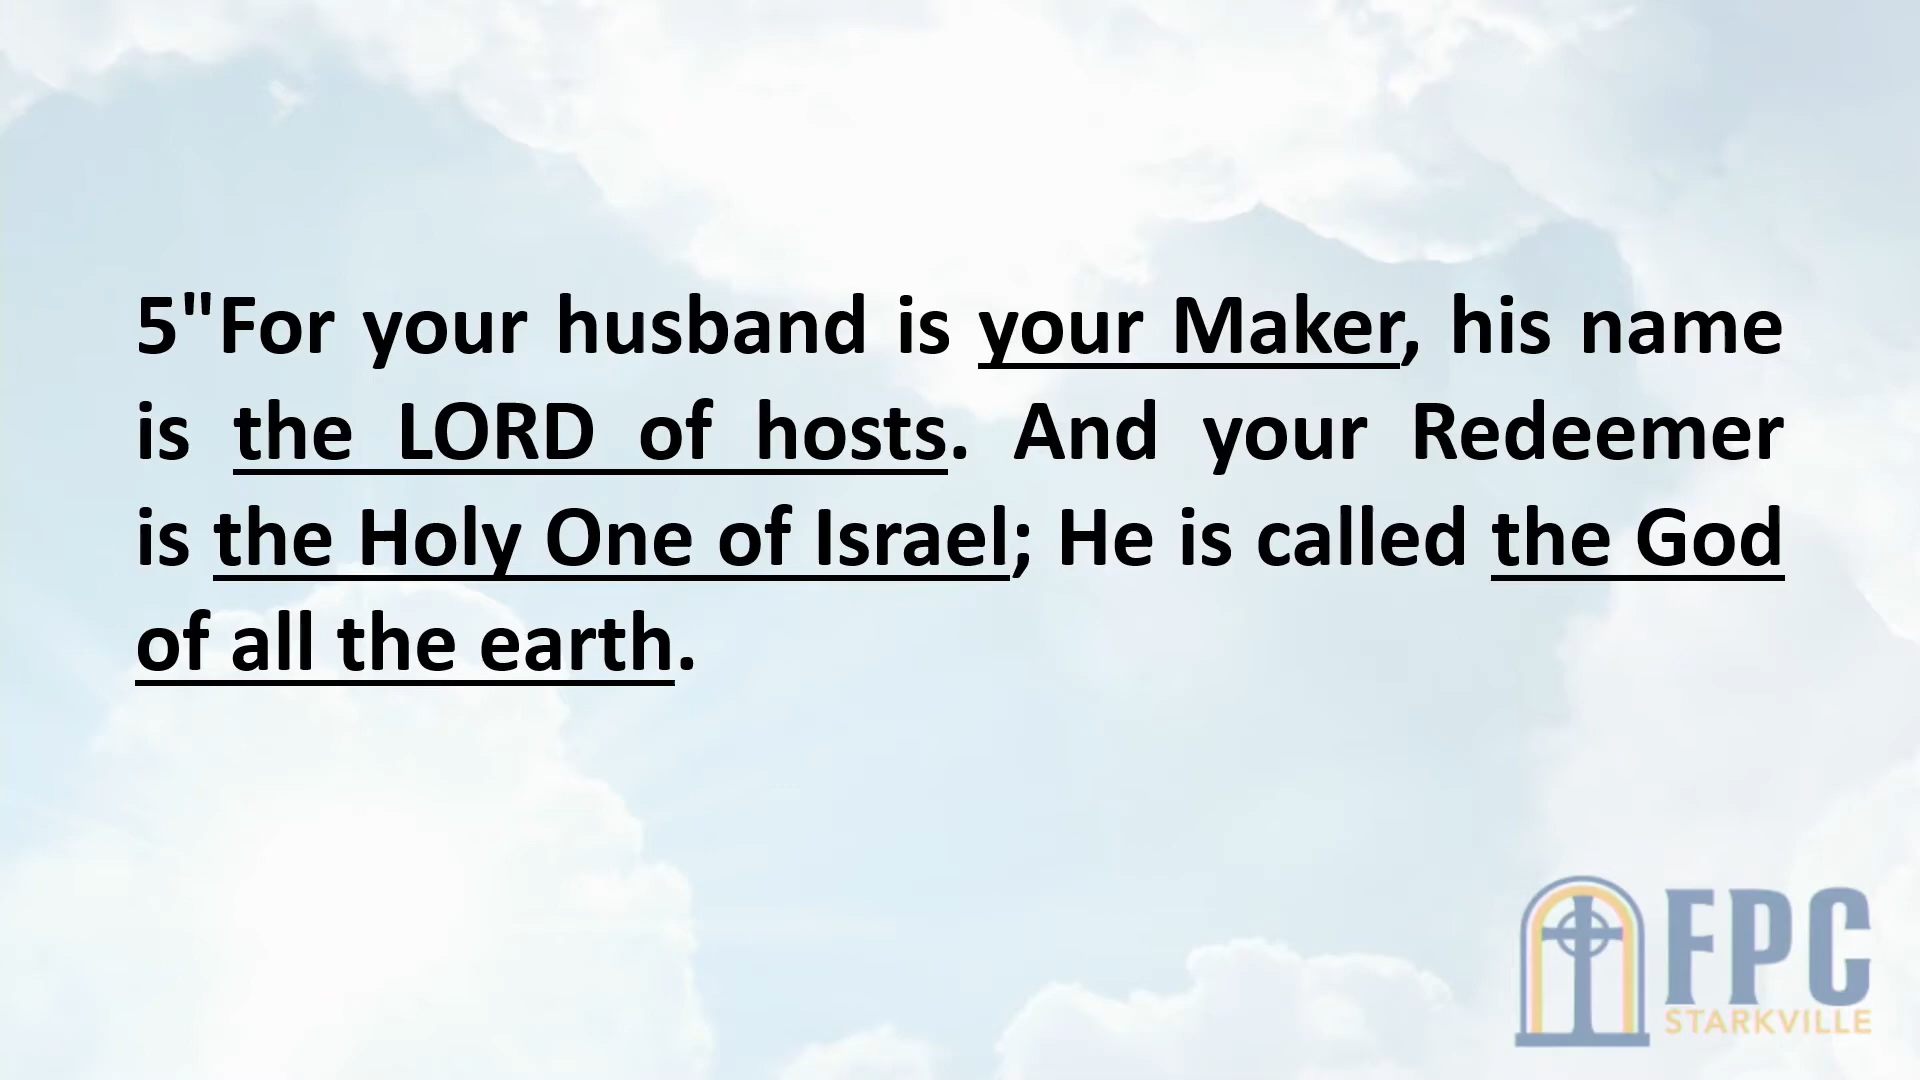 5"For your husband is your Maker, his name
is the LORD of hosts. And your Redeemer
is the Holy One of Israel; He is called the God
of all the earth.
FPC
STARKVILLE